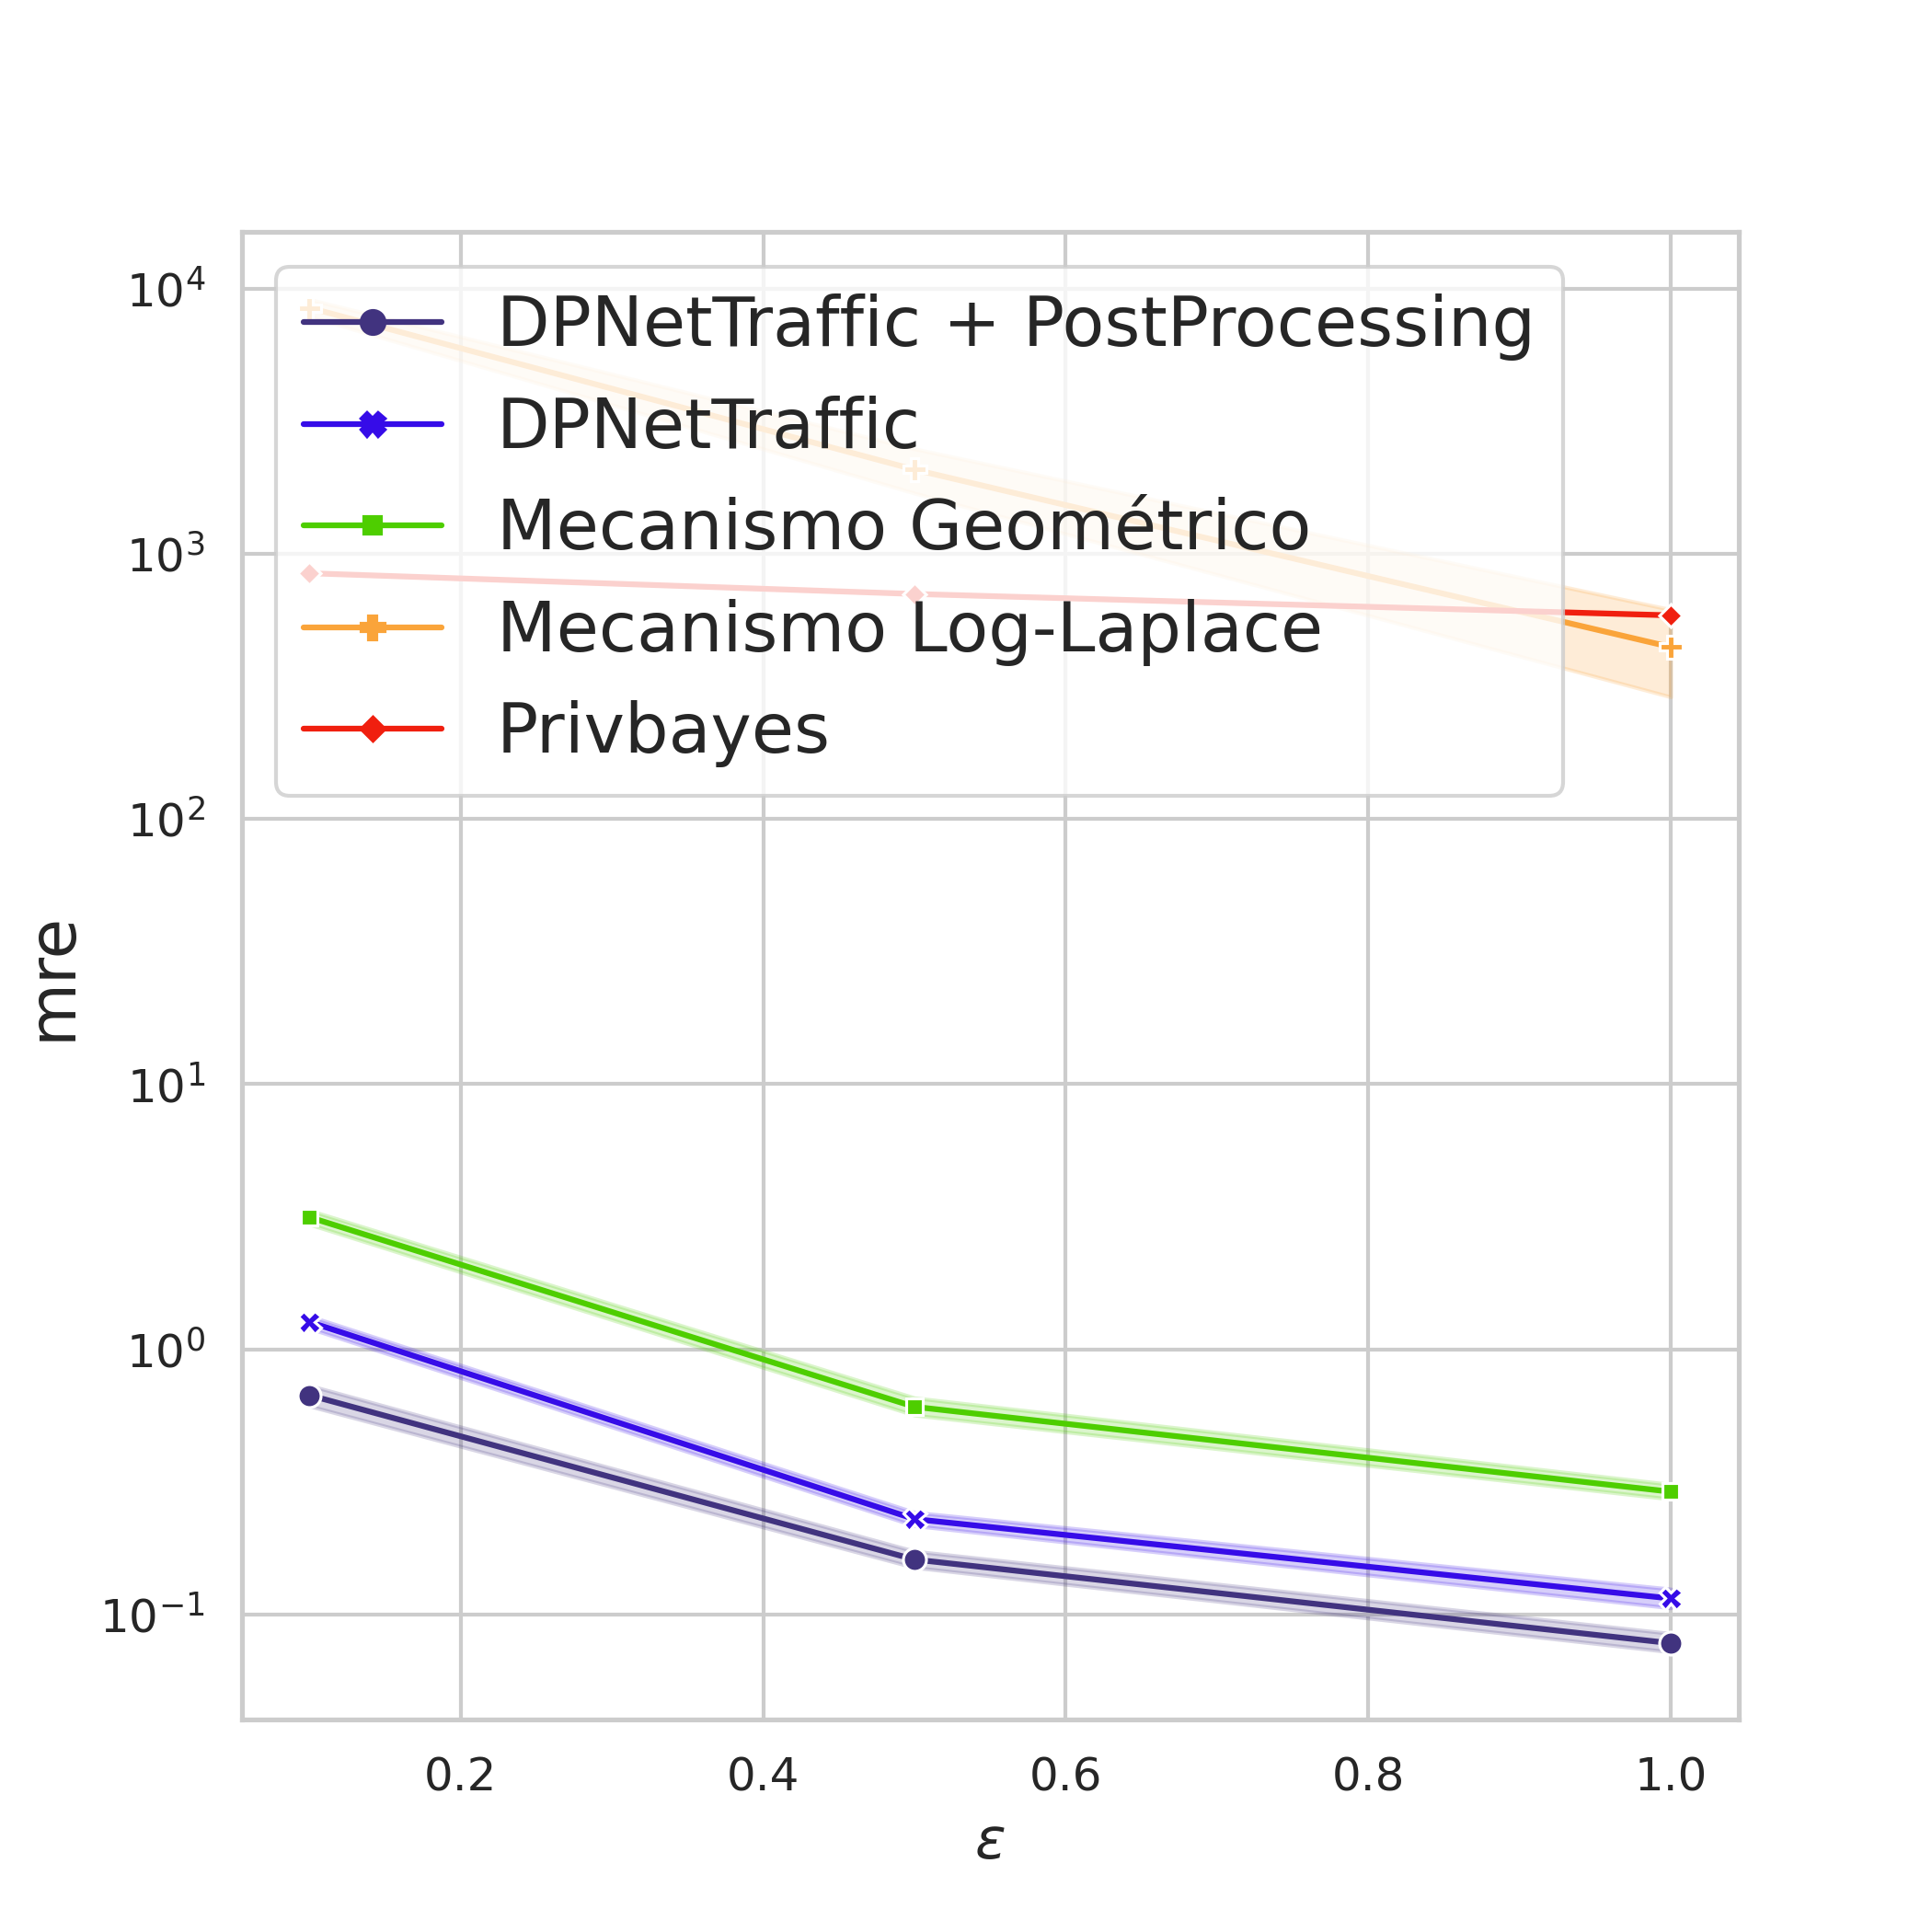 10⁴
10³
10²
10¹
10⁰
10⁻¹
mre
DPNetTraffic + PostProcessing
DPNetTraffic
Mecanismo Geométrico
Mecanismo Log-Laplace
Privbayes
0.2 0.4 0.6 0.8 1.0
ε